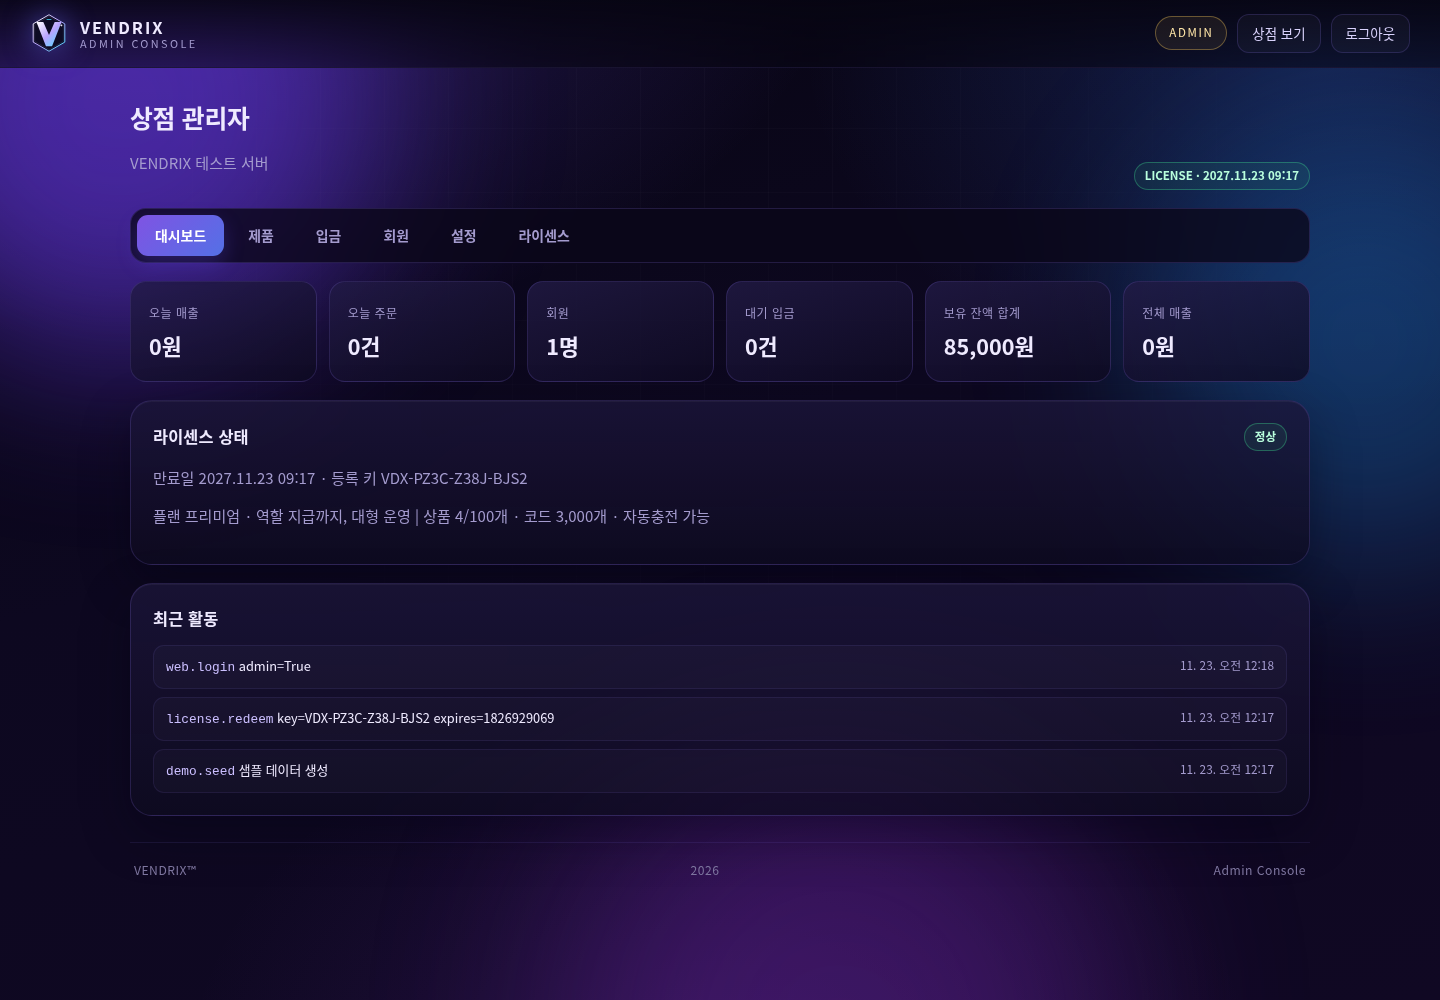 VENDRIX
ADMIN CONSOLE
ADMIN
상점 보기
로그아웃
상점 관리자
VENDRIX 테스트 서버
LICENSE · 2027.11.23 09:17
대시보드 제품 입금 회원 설정 라이센스
오늘 매출
0원
오늘 주문
0건
회원
1명
대기 입금
0건
보유 잔액 합계
85,000원
전체 매출
0원
라이센스 상태
정상
만료일 2027.11.23 09:17 · 등록 키 VDX-PZ3C-Z38J-BJS2
플랜 프리미엄 · 역할 지급까지, 대형 운영 | 상품 4/100개 · 코드 3,000개 · 자동충전 가능
최근 활동
web.login admin=True 11. 23. 오전 12:18
license.redeem key=VDX-PZ3C-Z38J-BJS2 expires=1826929069 11. 23. 오전 12:17
demo.seed 샘플 데이터 생성 11. 23. 오전 12:17
VENDRIX™ 2026 Admin Console